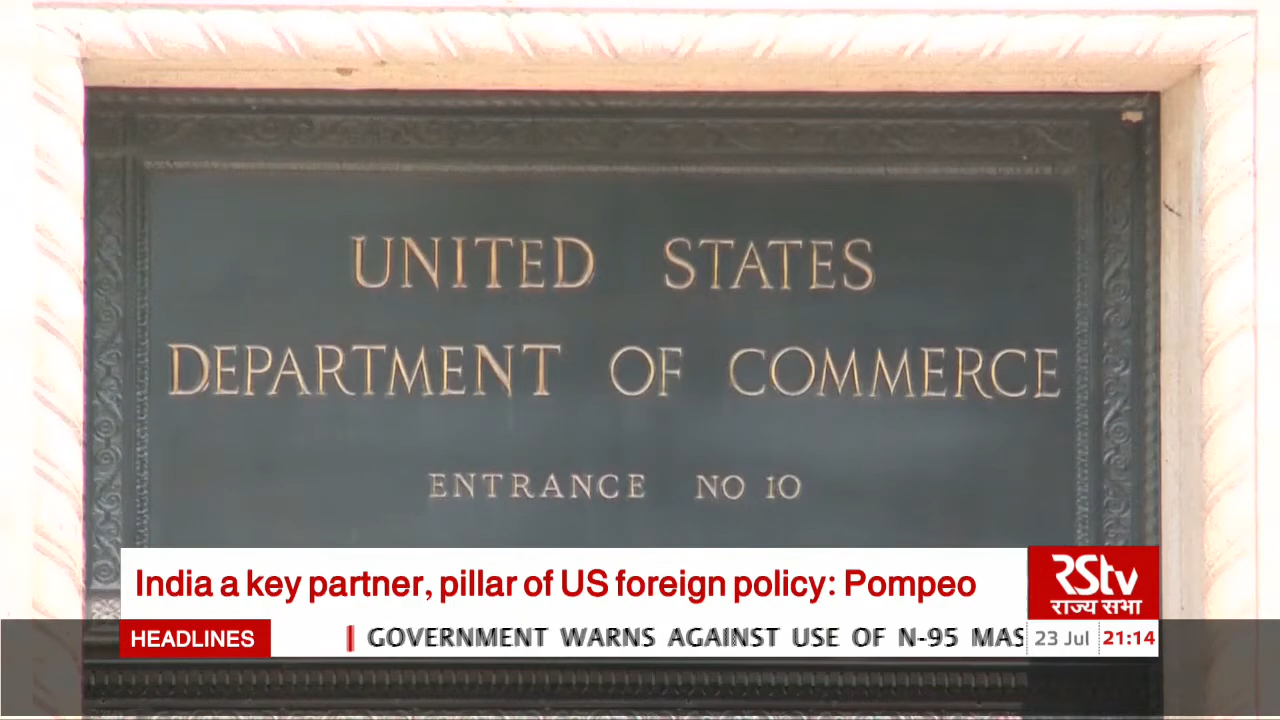 UNITED STATES
DEPARTMENT OF COMMERCE
ENTRANCE NO 10
India a key partner, pillar of US foreign policy: Pompeo
RStv
राज्य सभा
HEADLINES
GOVERNMENT WARNS AGAINST USE OF N-95 MAS
23 Jul
21:14